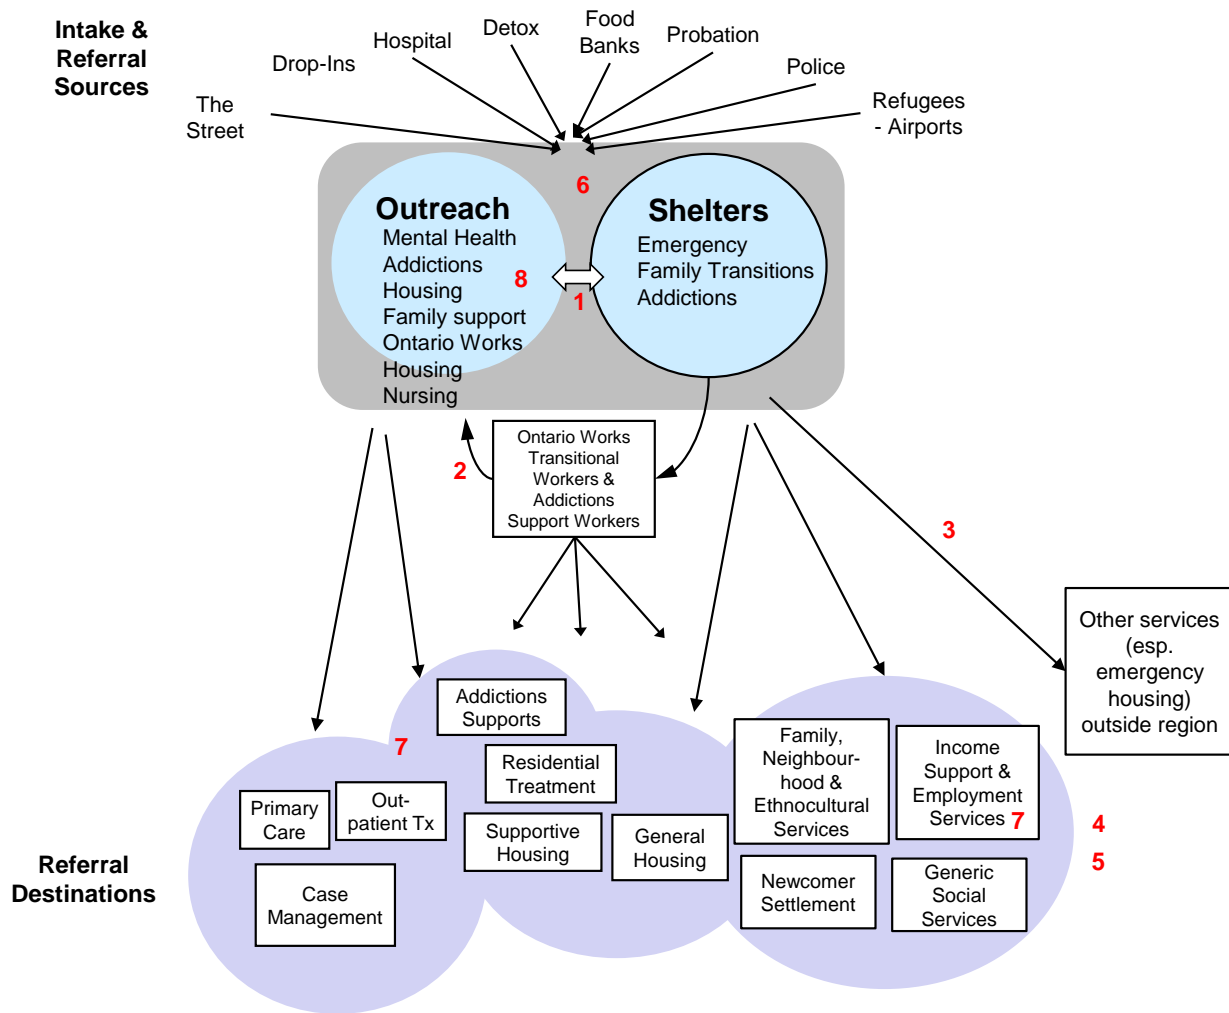 Intake &
Referral
Sources
The
Street
Drop-Ins
Hospital
Detox
Food
Banks
Probation
Police
Refugees
- Airports
6
Outreach
Mental Health
Addictions
Housing
Family support
Ontario Works
Housing
Nursing
8
1
Shelters
Emergency
Family Transitions
Addictions
2
Ontario Works
Transitional
Workers &
Addictions
Support Workers
3
Other services
(esp.
emergency
housing)
outside region
Referral
Destinations
7
Primary
Care
Out-
patient Tx
Case
Management
Addictions
Supports
Residential
Treatment
Supportive
Housing
General
Housing
Family,
Neighbour-
hood &
Ethnocultural
Services
Income
Support &
Employment
Services 7
Newcomer
Settlement
Generic
Social
Services
4
5